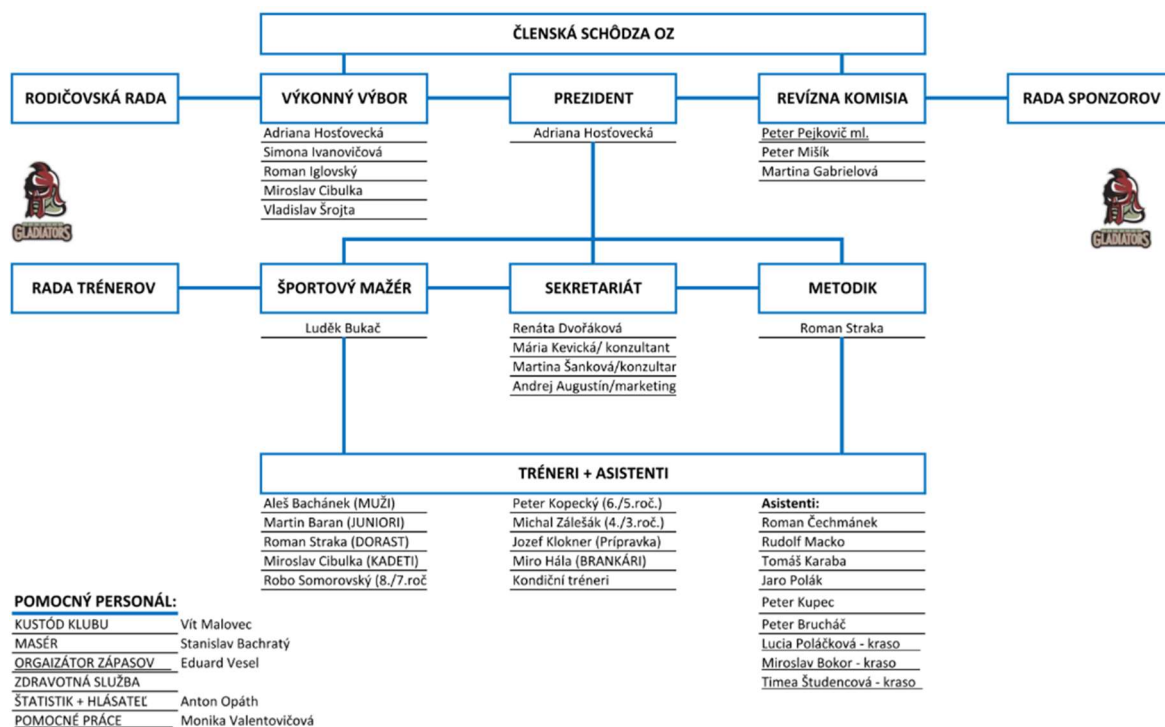 ČLENSKÁ SCHÔDZA OZ
RODIČOVSKÁ RADA
VÝKONNÝ VÝBOR
PREZIDENT
REVÍZNA KOMISIA
RADA SPONZOROV
Adriana Hosťovecká
Simona Ivanovičová
Roman Iglovský
Miroslav Cibulka
Vladislav Šrojta
Adriana Hosťovecká
Peter Pejkovič ml.
Peter Mišík
Martina Gabrielová
GLADIATORS
GLADIATORS
RADA TRÉNEROV
ŠPORTOVÝ MAŽÉR
SEKRETARIÁT
METODIK
Luděk Bukač
Renáta Dvořáková
Mária Kevická/ konzultant
Martina Šanková/konzultar
Andrej Augustín/marketing
Roman Straka
TRÉNERI + ASISTENTI
Aleš Bachánek (MUŽI)
Martin Baran (JUNIORI)
Roman Straka (DORAST)
Miroslav Cibulka (KADETI)
Robo Somorovský (8./7.roč
Peter Kopecký (6./5.roč.)
Michal Zálešák (4./3.roč.)
Jozef Klokner (Prípravka)
Miro Hála (BRANKÁRI)
Kondiční tréneri
Asistenti:
Roman Čechmánek
Rudolf Macko
Tomáš Karaba
Jaro Polák
Peter Kupec
Peter Brucháč
Lucia Poláčková - kraso
Miroslav Bokor - kraso
Timea Študencová - kraso
POMOCNÝ PERSONÁL:
KUSTÓD KLUBU Vít Malovec
MASÉR Stanislav Bachratý
ORGAIZÁTOR ZÁPASOV Eduard Vesel
ZDRAVOTNÁ SLUŽBA
ŠTATISTIK + HLÁSATEĽ Anton Opáth
POMOCNÉ PRÁCE Monika Valentovičová